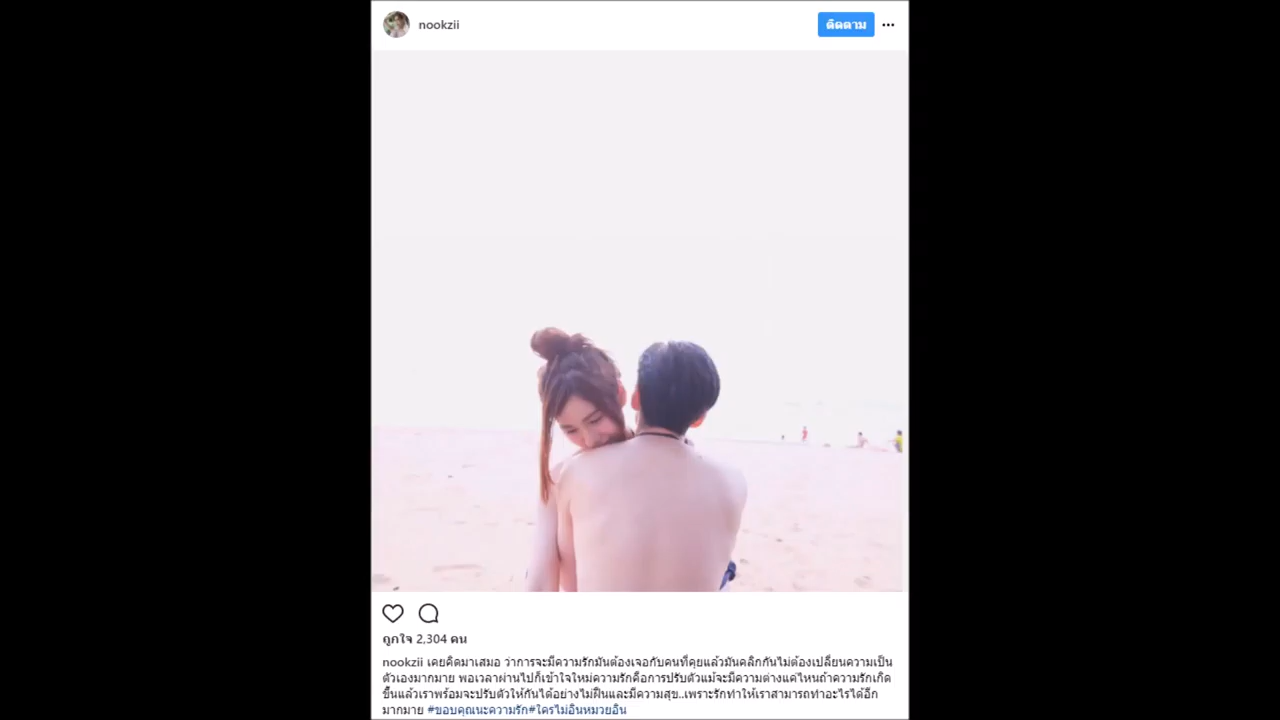 nookzii
ติดตาม
ถูกใจ 2,304 คน
nookzii เคยคิดมาเสมอ ว่าการจะมีความรักมันต้องเจอกับคนที่คุยแล้วมันคลิกกันไม่ต้องเปลี่ยนความเป็น
ตัวเองมากมาย พอเวลาผ่านไปก็เข้าใจใหม่ความรักคือการปรับตัวแม้จะมีความต่างแค่ไหนถ้าความรักเกิด
ขึ้นแล้วเราพร้อมจะปรับตัวให้กันได้อย่างไม่ฝืนและมีความสุข..เพราะรักทำให้เราสามารถทำอะไรได้อีก
มากมาย #ขอบคุณนะความรัก#ใครไม่อินหมวยอิน